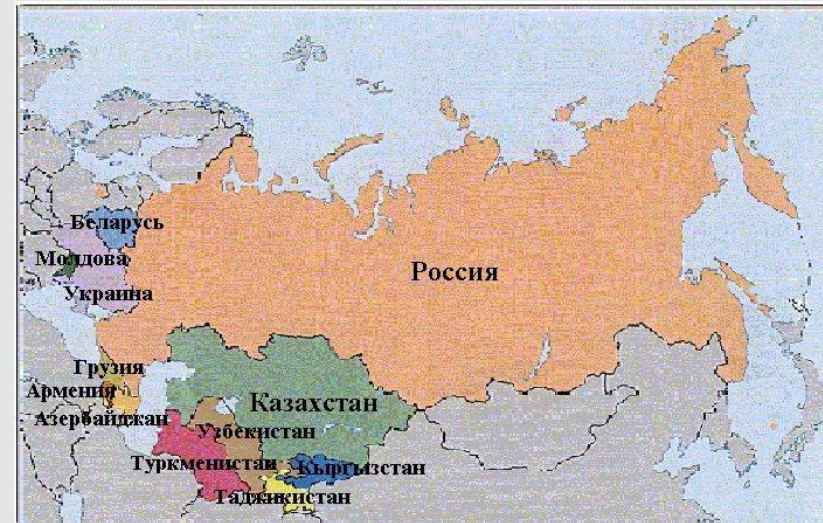 Беларусь
Молдова
Россия
Украина
Грузия
Армения
Казахстан
Азербайджан
Узбекистан
Туркменистан
Кыргызстан
Таджикистан